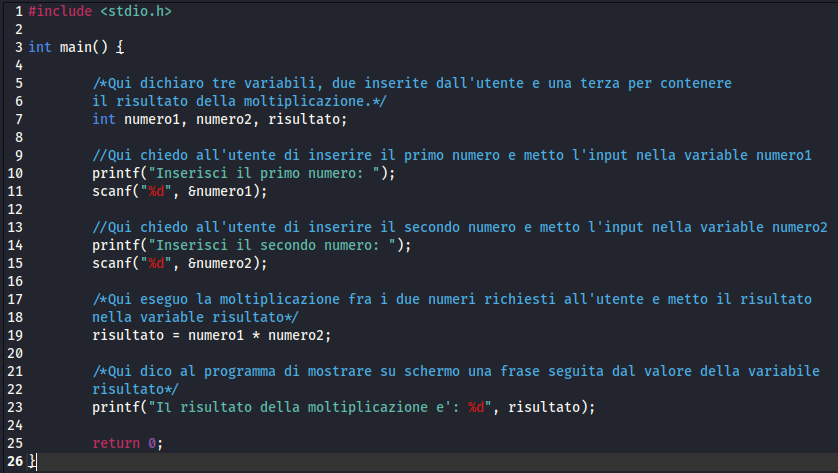 1 #include <stdio.h>
2
3 int main() {
4
5 /*Qui dichiaro tre variabili, due inserite dall'utente e una terza per contenere
6 il risultato della moltiplicazione.*/
7 int numero1, numero2, risultato;
8
9 //Qui chiedo all'utente di inserire il primo numero e metto l'input nella variable numero1
10 printf("Inserisci il primo numero: ");
11 scanf("%d", &numero1);
12
13 //Qui chiedo all'utente di inserire il secondo numero e metto l'input nella variable numero2
14 printf("Inserisci il secondo numero: ");
15 scanf("%d", &numero2);
16
17 /*Qui eseguo la moltiplicazione fra i due numeri richiesti all'utente e metto il risultato
18 nella variable risultato*/
19 risultato = numero1 * numero2;
20
21 /*Qui dico al programma di mostrare su schermo una frase seguita dal valore della variabile
22 risultato*/
23 printf("Il risultato della moltiplicazione e': %d", risultato);
24
25 return 0;
26 }